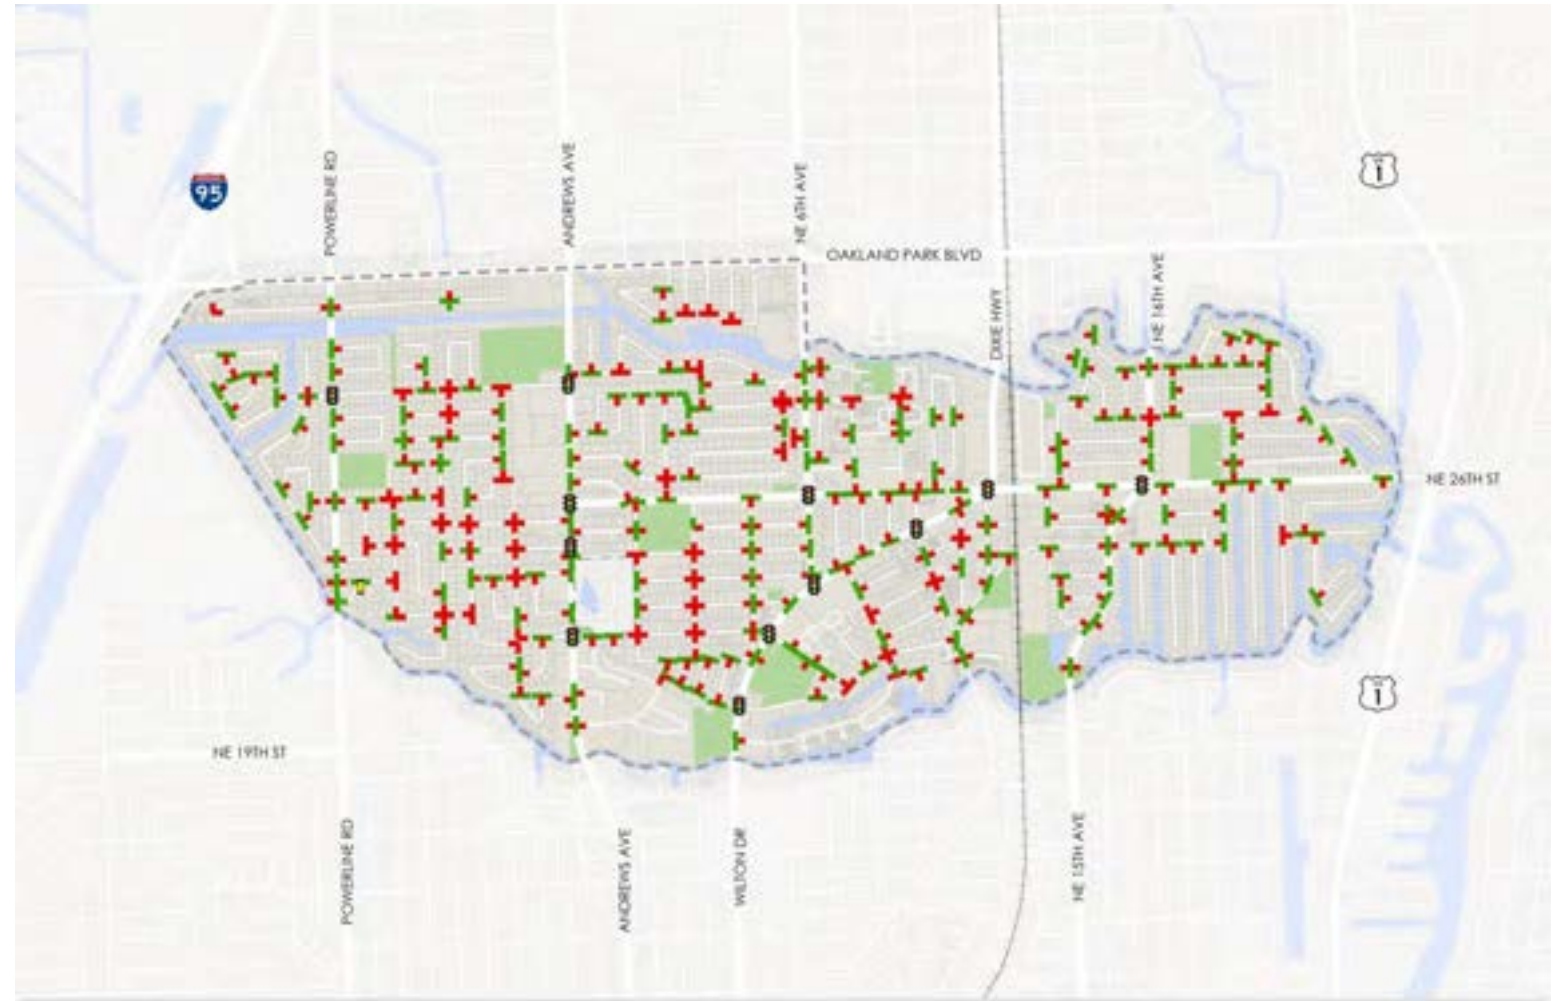 POWERLINE RD
ANDREWS AVE
NE 6TH AVE
95
1
OAKLAND PARK BLVD
NE 16TH AVE
DIXIE HWY
NE 26TH ST
1
NE 19TH ST
POWERLINE RD
ANDREWS AVE
WILTON DR
NE 15TH AVE